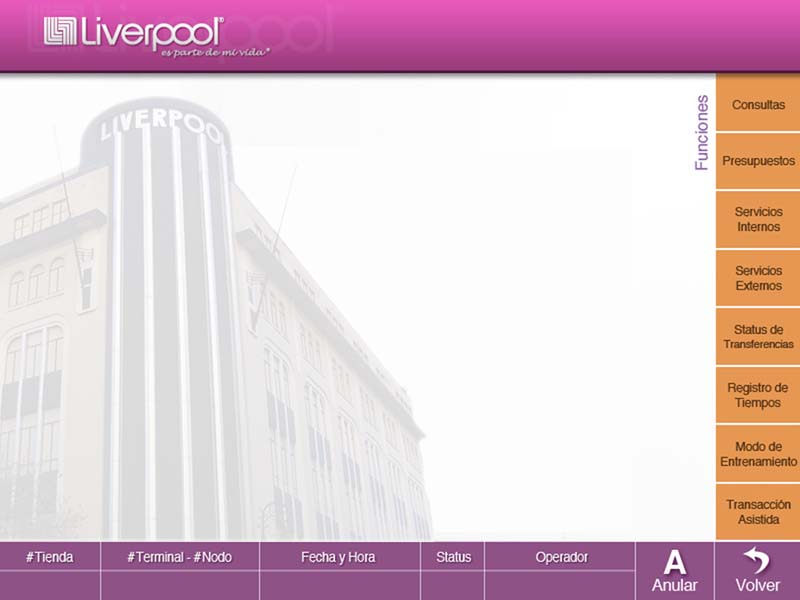 Liverpool®
es parte de mi vida*
LIVERPOO
Funciones
Consultas
Presupuestos
Servicios
Internos
Servicios
Externos
Status de
Transferencias
Registro de
Tiempos
Modo de
Entrenamiento
Transacción
Asistida
#Tienda
#Terminal - #Nodo
Fecha y Hora
Status
Operador
A
Anular
Volver